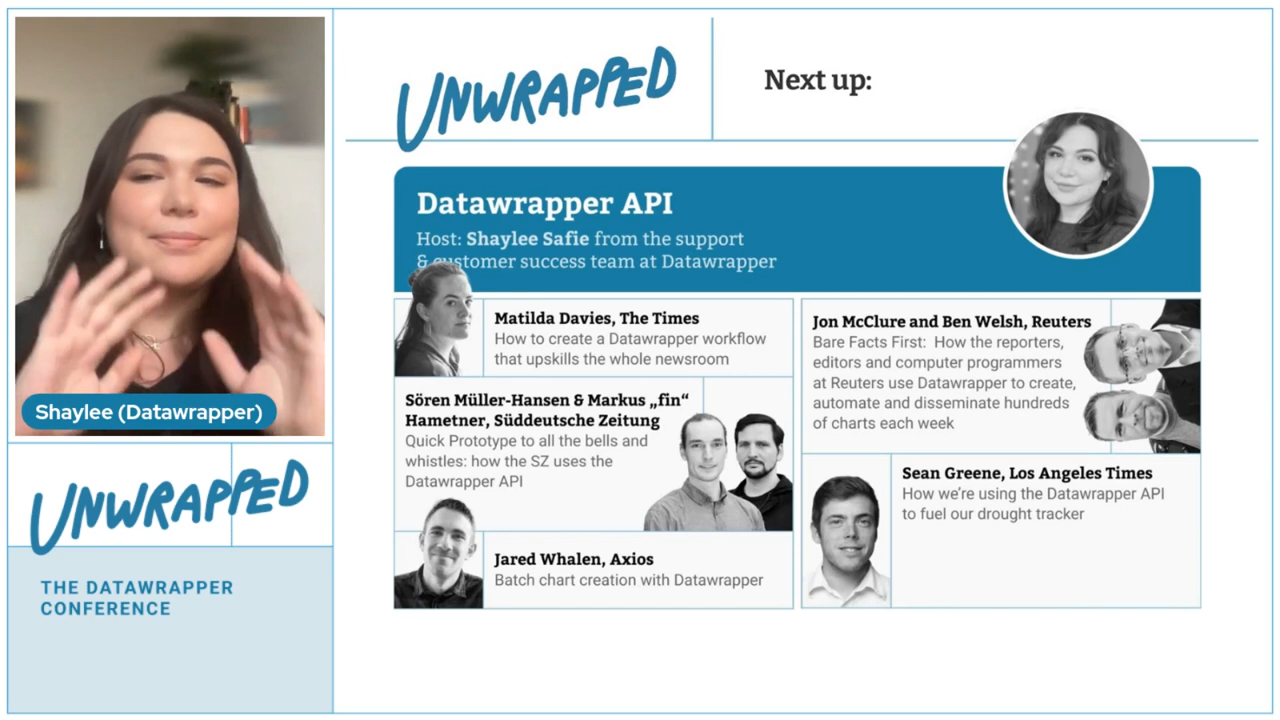 Shaylee (Datawrapper)
UNWRAPPED
THE DATAWRAPPER
CONFERENCE
UNWRAPPED
Next up:
Datawrapper API
Host: Shaylee Safie from the support
& customer success team at Datawrapper
Matilda Davies, The Times
How to create a Datawrapper workflow
that upskills the whole newsroom
Sören Müller-Hansen & Markus „fin“
Hametner, Süddeutsche Zeitung
Quick Prototype to all the bells and
whistles: how the SZ uses the
Datawrapper API
Jared Whalen, Axios
Batch chart creation with Datawrapper
Jon McClure and Ben Welsh, Reuters
Bare Facts First: How the reporters,
editors and computer programmers
at Reuters use Datawrapper to create,
automate and disseminate hundreds
of charts each week
Sean Greene, Los Angeles Times
How we’re using the Datawrapper API
to fuel our drought tracker